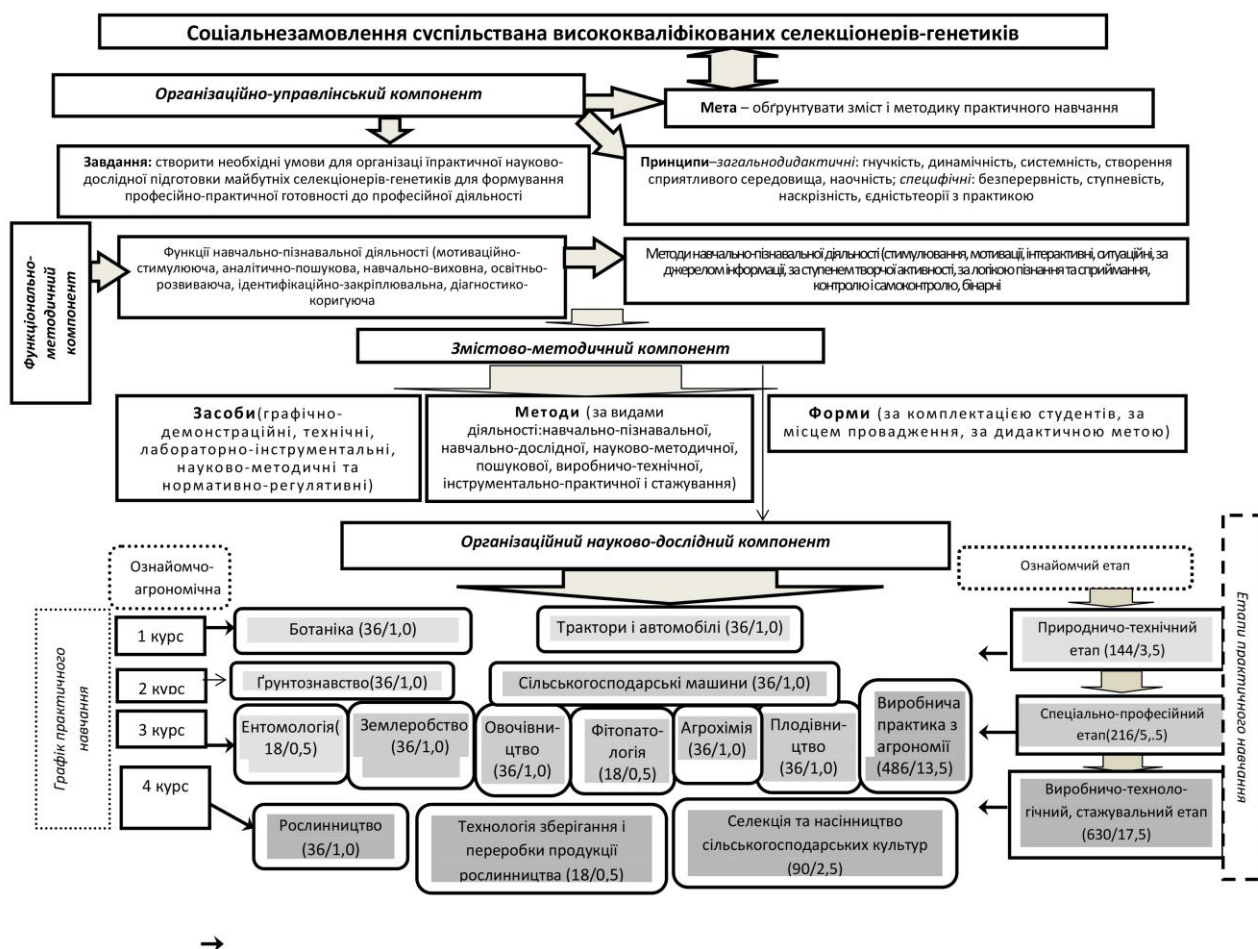 Соціальнезамовлення суспільствана висококваліфікованих селекціонерів-генетиків
Організаційно-управлінський компонент
Мета – обґрунтувати зміст і методику практичного навчання
Завдання: створити необхідні умови для організаці їпрактичної науково-
дослідної підготовки майбутніх селекціонерів-генетиків для формування
професійно-практичної готовності до професійної діяльності
Принципи–загальнодидактичні: гнучкість, динамічність, системність, створення
сприятливого середовища, наочність; специфічні: безперервність, ступневість,
наскрізність, єдністьтеорії з практикою
Функціонально-
методичний
компонент
Функції навчально-пізнавальної діяльності (мотиваційно-
стимулююча, аналітично-пошукова, навчально-виховна, освітньо-
розвиваюча, ідентифікаційно-закріплювальна, діагностико-
коригуюча
Методи навчально-пізнавальної діяльності (стимулювання, мотивації, інтерактивні, ситуаційні, за
джерелом інформації, за ступенем творчої активності, за логікою пізнання та сприймання,
контролю і самоконтролю, бінарні
Змістово-методичний компонент
Засоби(графічно-
демонстраційні, технічні,
лабораторно-інструментальні,
науково-методичні та
нормативно-регулятивні)
Методи (за видами
діяльності:навчально-пізнавальної,
навчально-дослідної, науково-методичної,
пошукової, виробничо-технічної,
інструментально-практичної і стажування)
Форми (за комплектацією студентів, за
місцем провадження, за дидактичною метою)
Організаційний науково-дослідний компонент
Ознайомчо-
агрономічна
Ознайомчий етап
Графік практичного
навчання
Етапи практичного навчання
1 курс
Ботаніка (36/1,0)
Трактори і автомобілі (36/1,0)
Природничо-технічний
етап (144/3,5)
2 курс
Ґрунтознавство(36/1,0)
Сільськогосподарські машини (36/1,0)
3 курс
Ентомологія(
18/0,5)
Землеробство
(36/1,0)
Овочівни-
цтво
(36/1,0)
Фітопато-
логія
(18/0,5)
Агрохімія
(36/1,0)
Плодівни-
цтво
(36/1,0)
Виробнича
практика з
агрономії
(486/13,5)
Спеціально-професійний
етап(216/5,.5)
4 курс
Рослинництво
(36/1,0)
Технологія зберігання і
переробки продукції
рослинництва (18/0,5)
Селекція та насінництво
сільськогосподарських культур
(90/2,5)
Виробничо-техноло-
гічний, стажувальний етап
(630/17,5)